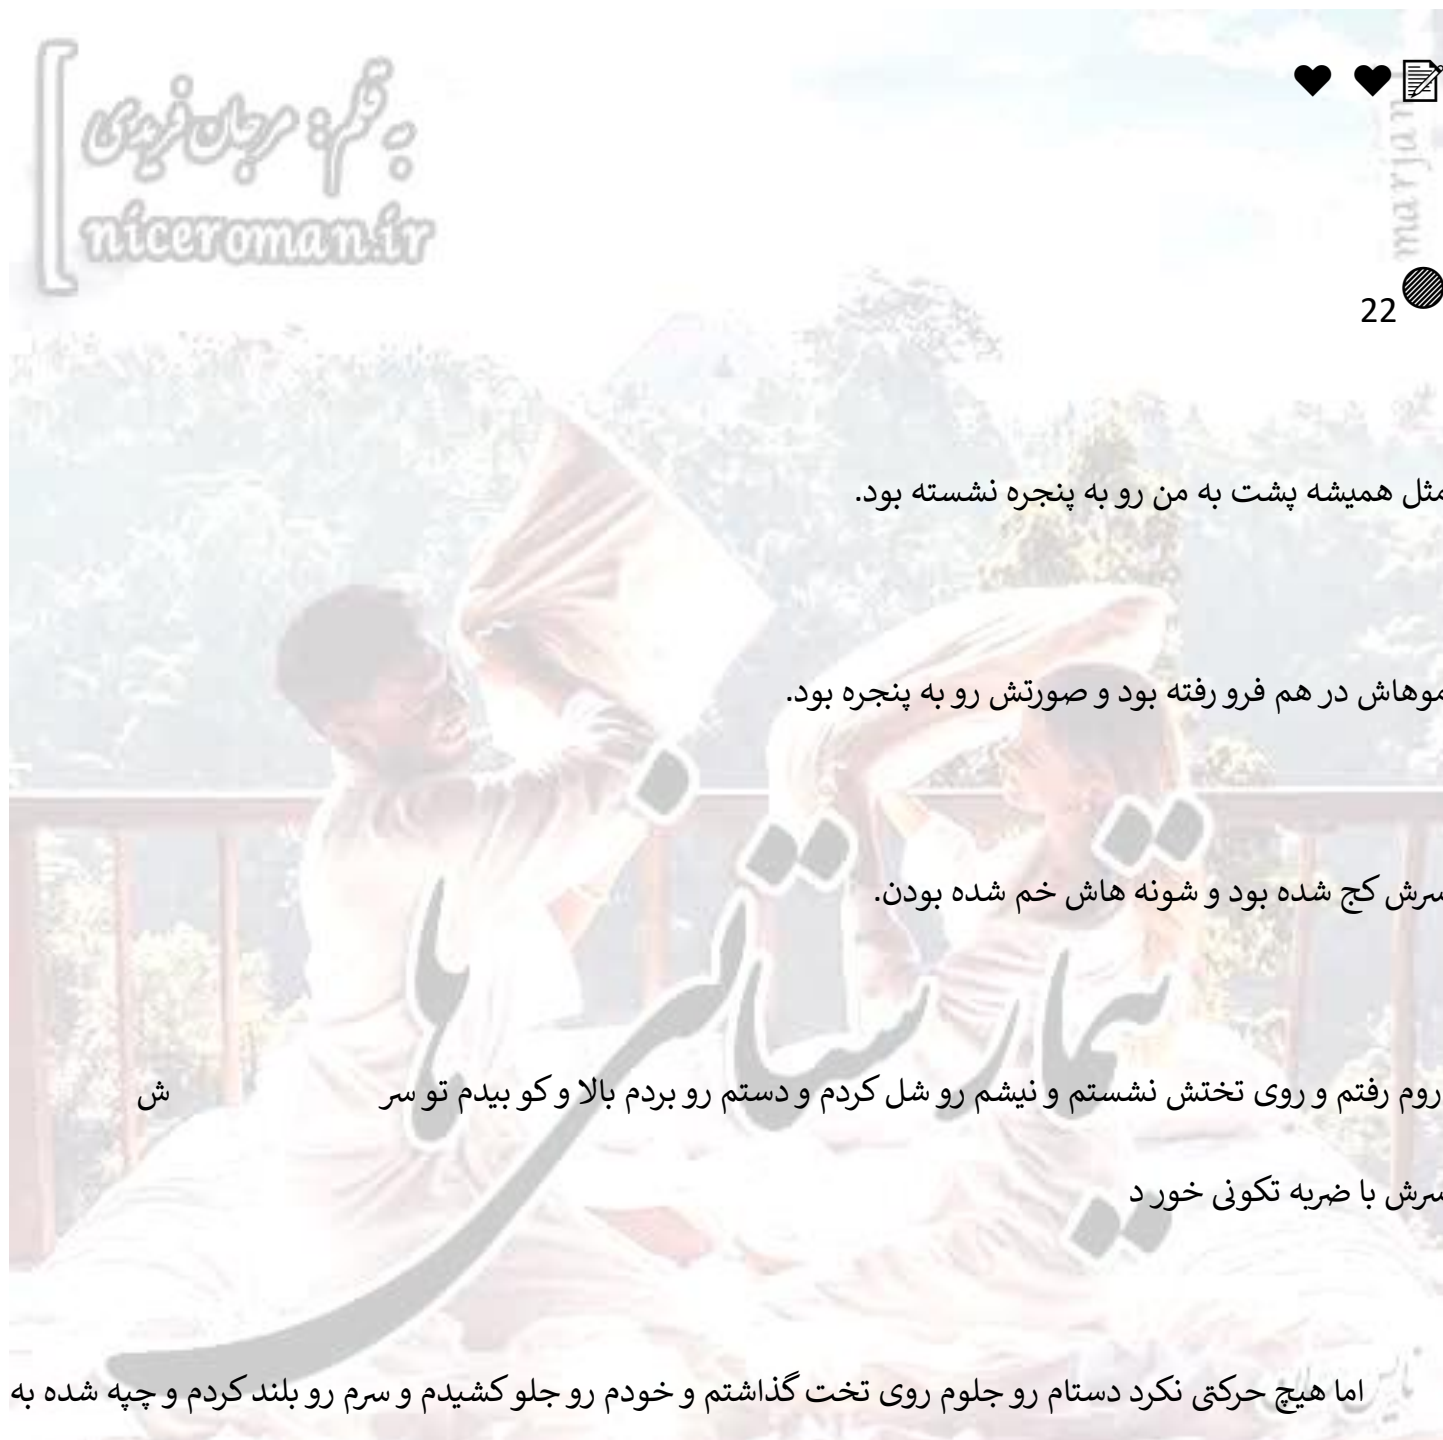 به قلم: مرجان فریدی
niceroman.ir
marjan
22
مثل همیشه پشت به من رو به پنجره نشسته بود.
موهاش در هم فرو رفته بود و صورتش رو به پنجره بود.
سرش کج شده بود و شونه هاش خم شده بودن.
بیمارستانی ها
روم رفتم و روی تختش نشستم و نیشم رو شل کردم و دستم رو بردم بالا و کو بیدم تو سر ش
سرش با ضربه تکونی خور د
اما هیچ حرکتی نکرد دستام رو جلوم روی تخت گذاشتم و خودم رو جلو کشیدم و سرم رو بلند کردم و چپه شده به